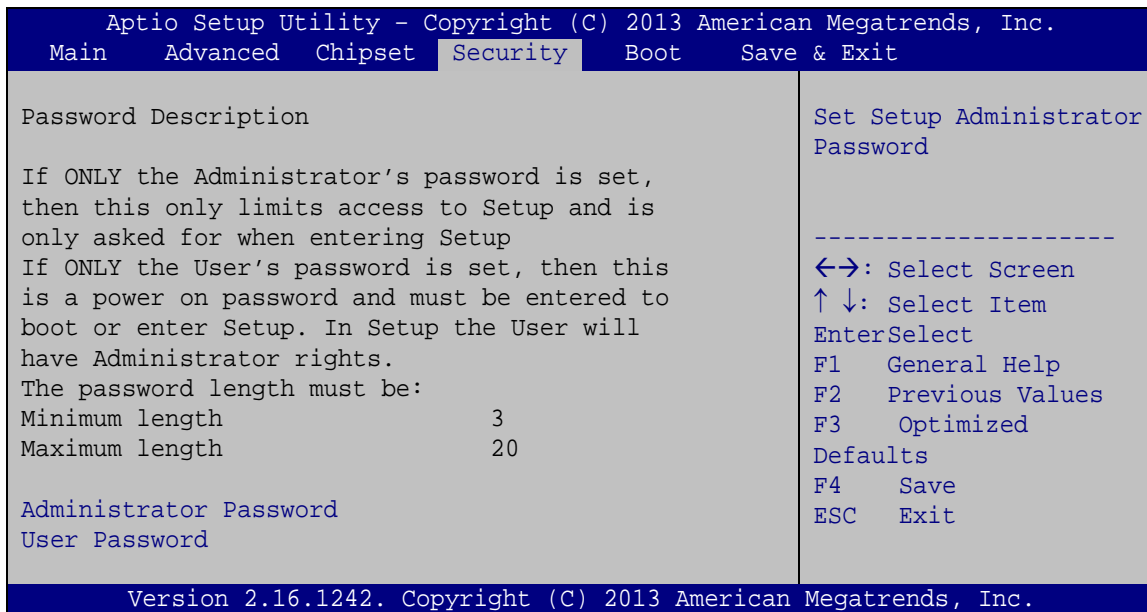 Aptio Setup Utility – Copyright (C) 2013 American Megatrends, Inc.
Main Advanced Chipset Security Boot Save & Exit
Password Description
If ONLY the Administrator's password is set,
then this only limits access to Setup and is
only asked for when entering Setup
If ONLY the User's password is set, then this
is a power on password and must be entered to
boot or enter Setup. In Setup the User will
have Administrator rights.
The password length must be:
Minimum length 3
Maximum length 20
Administrator Password
User Password
Set Setup Administrator
Password
---------------------
←→: Select Screen
↑ ↓: Select Item
EnterSelect
F1 General Help
F2 Previous Values
F3 Optimized
Defaults
F4 Save
ESC Exit
Version 2.16.1242. Copyright (C) 2013 American Megatrends, Inc.